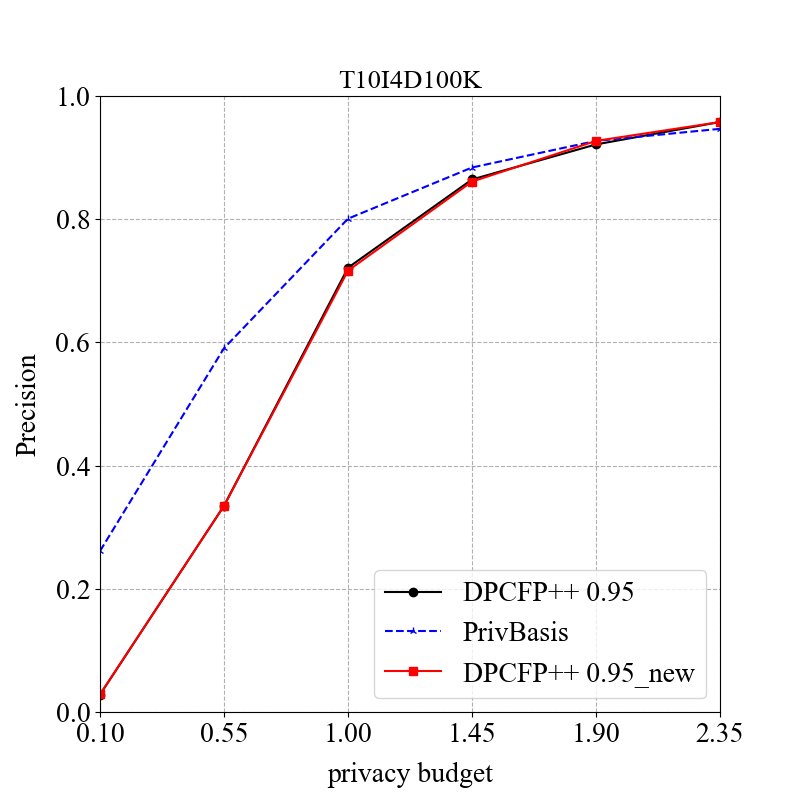 T10I4D100K
1.0
0.8
0.6
0.4
0.2
0.0
Precision
DPCFP++ 0.95
PrivBasis
DPCFP++ 0.95_new
0.10 0.55 1.00 1.45 1.90 2.35
privacy budget